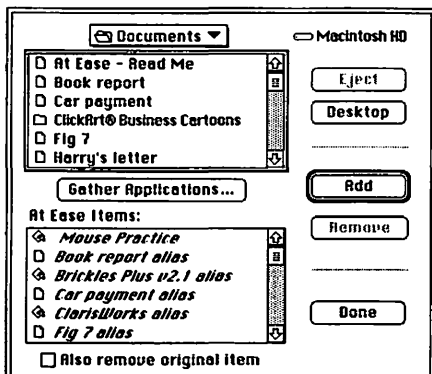 Documents
Macintosh HD
At Ease - Read Me
Book report
Car payment
ClickArt® Business Cartoons
Fig 7
Harry's letter
Eject
Desktop
Gather Applications...
Add
At Ease Items:
Remove
Mouse Practice
Book report alias
Brickles Plus v2.1 alias
Car payment alias
ClarisWorks alias
Fig 7 alias
Done
Also remove original item